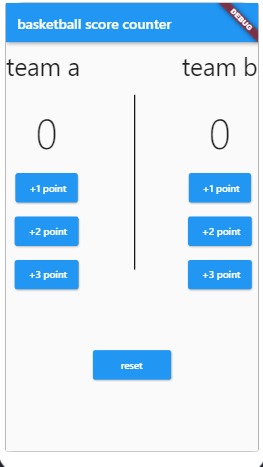 basketball score counter
DEBUG
team a
team b
0
0
+1 point
+1 point
+2 point
+2 point
+3 point
+3 point
reset